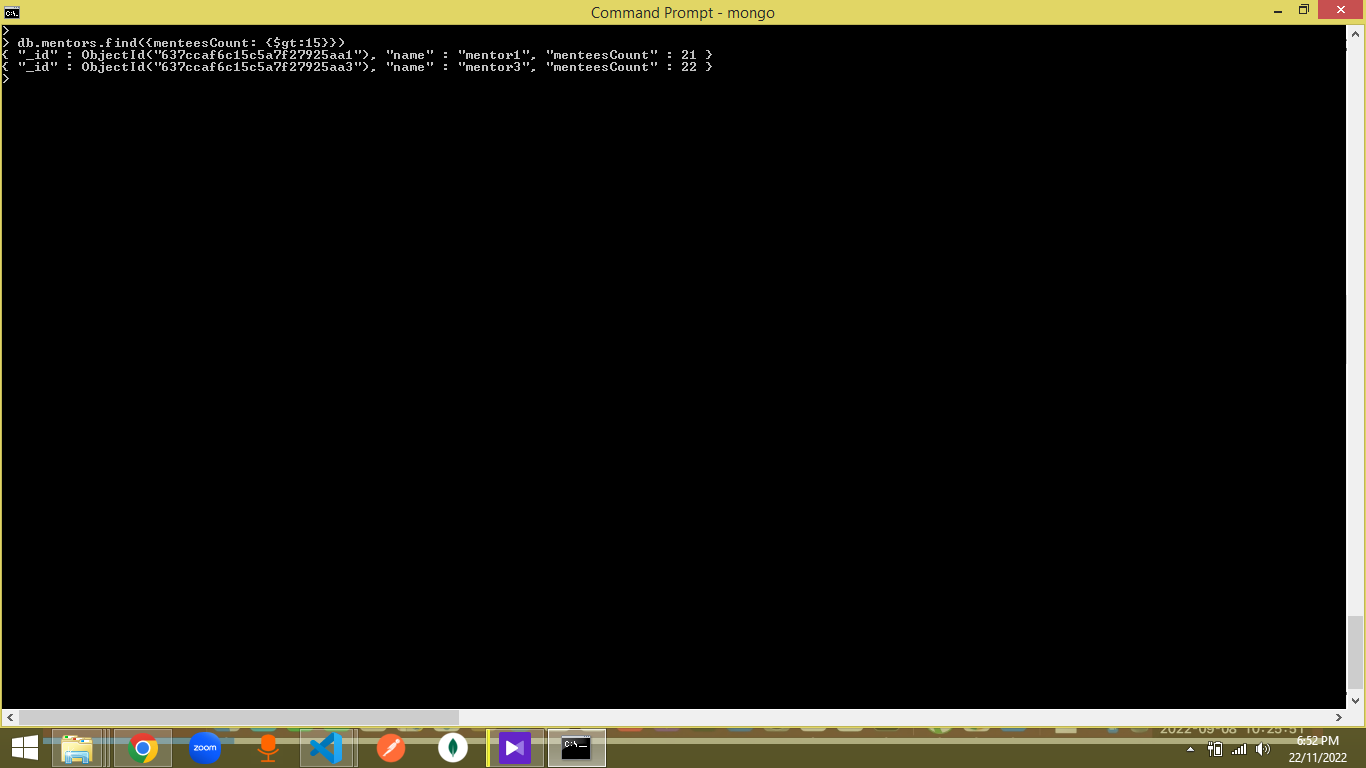 Command Prompt - mongo
>
> db.mentors.find({menteesCount: {$gt:15}})
{ "_id" : ObjectId("637ccaf6c15c5a7f27925aa1"), "name" : "mentor1", "menteesCount" : 21 }
{ "_id" : ObjectId("637ccaf6c15c5a7f27925aa3"), "name" : "mentor3", "menteesCount" : 22 }
>
2022-09-08 10:25:51
zoom
C:\._
6:52 PM
22/11/2022